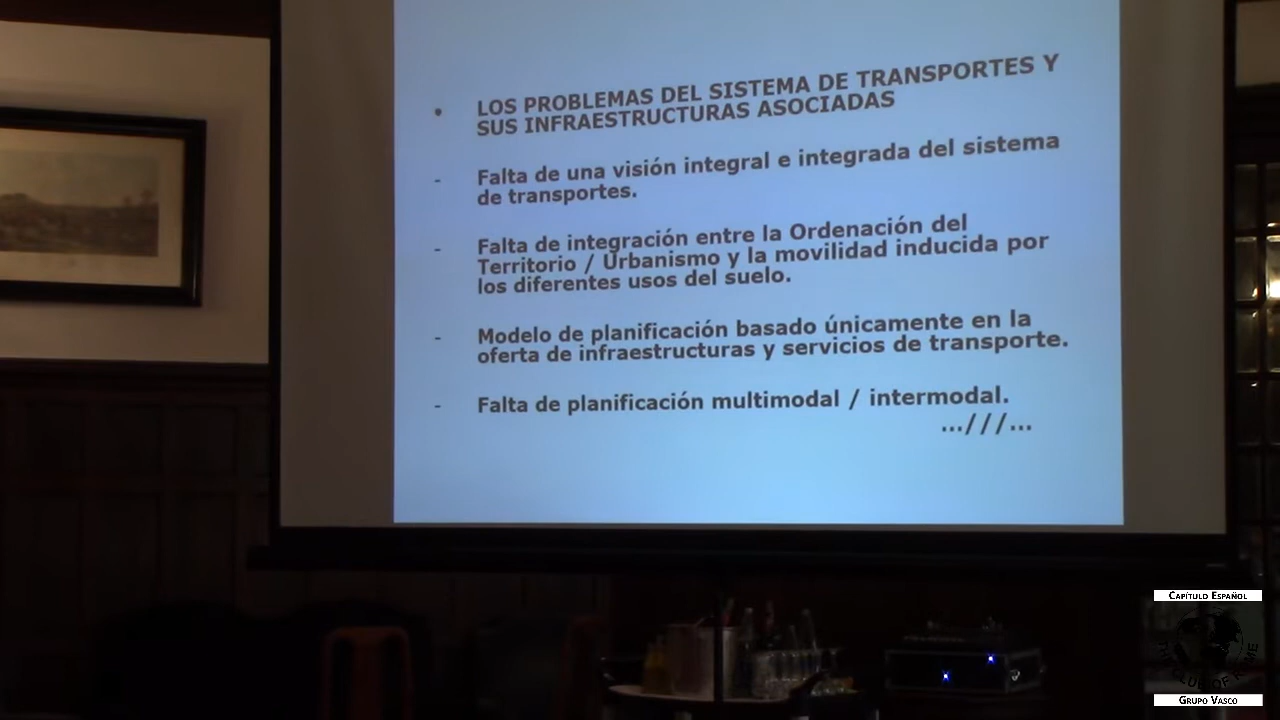 • LOS PROBLEMAS DEL SISTEMA DE TRANSPORTES Y
SUS INFRAESTRUCTURAS ASOCIADAS
- Falta de una visión integral e integrada del sistema
de transportes.
- Falta de integración entre la Ordenación del
Territorio / Urbanismo y la movilidad inducida por
los diferentes usos del suelo.
- Modelo de planificación basado únicamente en la
oferta de infraestructuras y servicios de transporte.
- Falta de planificación multimodal / intermodal.
...///...
Capítulo Español
CLUB OF ROME
Grupo Vasco